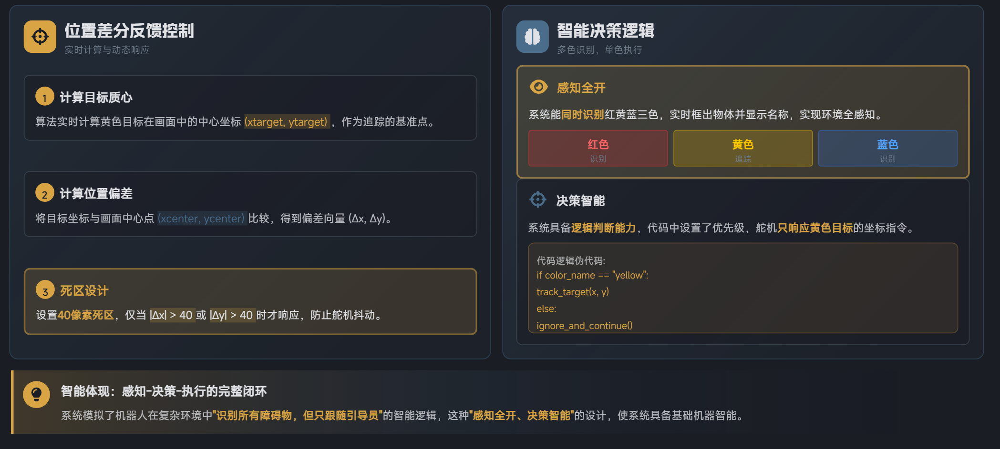 位置差分反馈控制
实时计算与动态响应
1 计算目标质心
算法实时计算黄色目标在画面中的中心坐标 (xtarget, ytarget) ，作为追踪的基准点。
2 计算位置偏差
将目标坐标与画面中心点 (xcenter, ycenter) 比较，得到偏差向量 (Δx, Δy)。
3 死区设计
设置40像素死区，仅当 |Δx| > 40 或 |Δy| > 40 时才响应，防止舵机抖动。
智能决策逻辑
多色识别，单色执行
感知全开
系统能同时识别红黄蓝三色，实时框出物体并显示名称，实现环境全感知。
红色
识别
黄色
追踪
蓝色
识别
决策智能
系统具备逻辑判断能力，代码中设置了优先级，舵机只响应黄色目标的坐标指令。
代码逻辑伪代码:
if color_name == "yellow":
track_target(x, y)
else:
ignore_and_continue()
智能体现：感知-决策-执行的完整闭环
系统模拟了机器人在复杂环境中"识别所有障碍物，但只跟随引导员"的智能逻辑，这种"感知全开、决策智能"的设计，使系统具备基础机器智能。